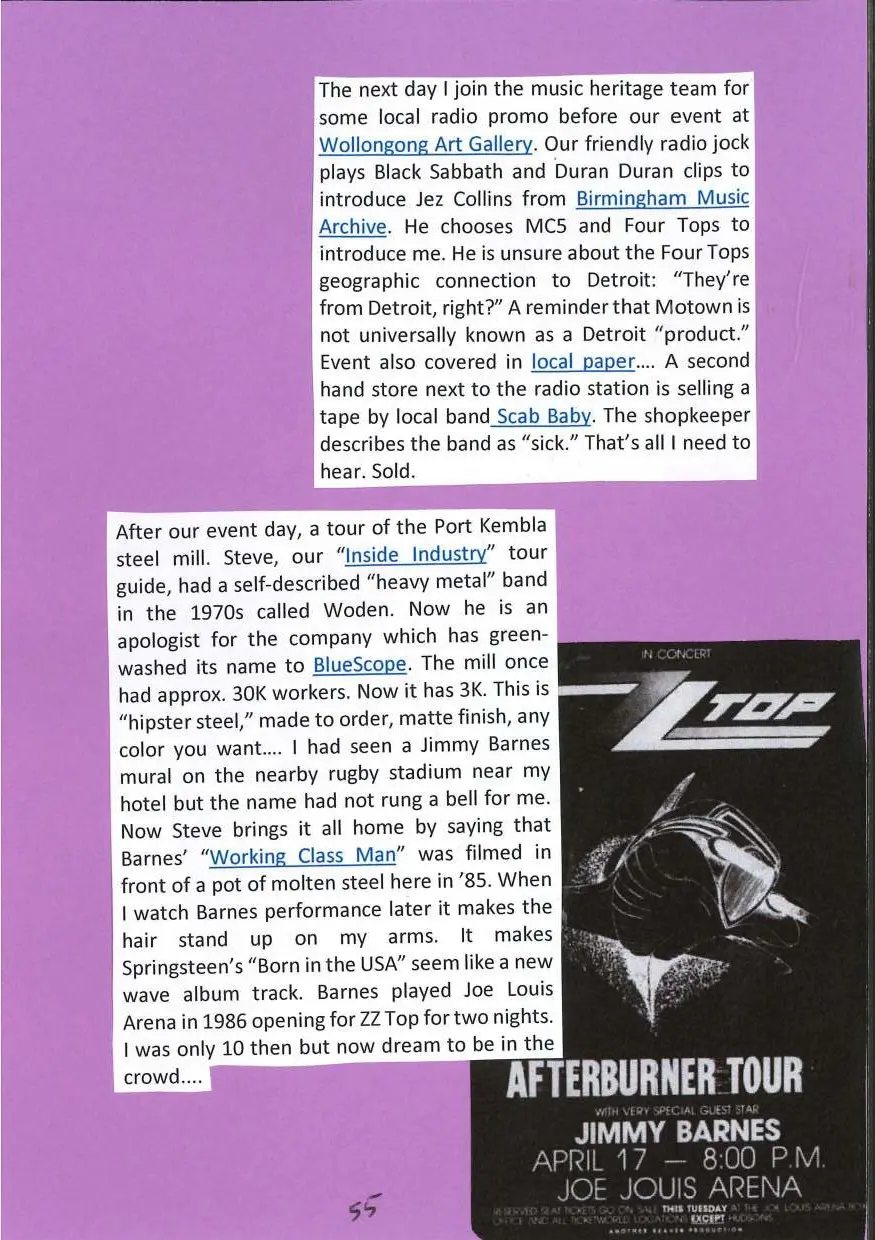 The next day I join the music heritage team for
some local radio promo before our event at
Wollongong Art Gallery. Our friendly radio jock
plays Black Sabbath and Duran Duran clips to
introduce Jez Collins from Birmingham Music
Archive. He chooses MC5 and Four Tops to
introduce me. He is unsure about the Four Tops
geographic connection to Detroit: “They’re
from Detroit, right?” A reminder that Motown is
not universally known as a Detroit “product.”
Event also covered in local paper.... A second
hand store next to the radio station is selling a
tape by local band Scab Baby. The shopkeeper
describes the band as “sick.” That’s all I need to
hear. Sold.
After our event day, a tour of the Port Kembla
steel mill. Steve, our “Inside Industry” tour
guide, had a self-described “heavy metal” band
in the 1970s called Woden. Now he is an
apologist for the company which has green-
washed its name to BlueScope. The mill once
had approx. 30K workers. Now it has 3K. This is
“hipster steel,” made to order, matte finish, any
color you want.... I had seen a Jimmy Barnes
mural on the nearby rugby stadium near my
hotel but the name had not rung a bell for me.
Now Steve brings it all home by saying that
Barnes’ “Working Class Man” was filmed in
front of a pot of molten steel here in ’85. When
I watch Barnes performance later it makes the
hair stand up on my arms. It makes
Springsteen’s “Born in the USA” seem like a new
wave album track. Barnes played Joe Louis
Arena in 1986 opening for ZZ Top for two nights.
I was only 10 then but now dream to be in the
crowd....
IN CONCERT
ZZ TOP
AFTERBURNER TOUR
WITH VERY SPECIAL GUEST STAR
JIMMY BARNES
APRIL 17 — 8:00 P.M.
JOE JOUIS ARENA
RESERVED SEAT TICKETS GO ON SALE THIS TUESDAY AT THE JOE LOUIS ARENA BOX
OFFICE AND ALL TICKETWORLD LOCATIONS EXCEPT HUDSONS
ANOTHER BEAVER PRODUCTION
55